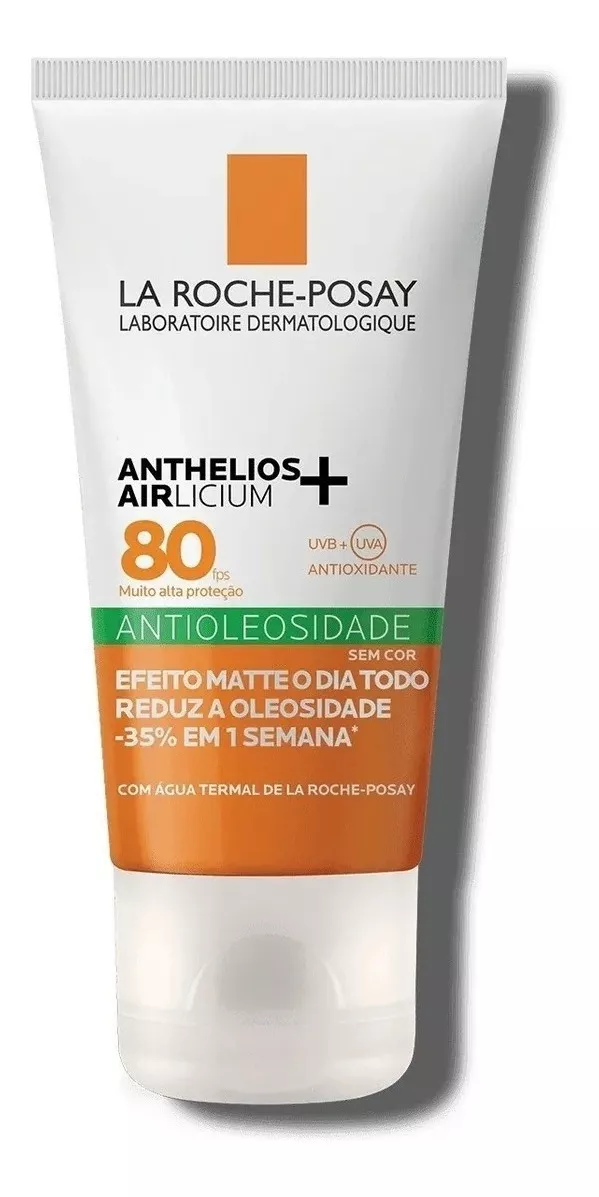 LA ROCHE-POSAY
LABORATOIRE DERMATOLOGIQUE
ANTHELIOS
AIRLICIUM +
80 fps
Muito alta proteção
UVB + UVA
ANTIOXIDANTE
ANTIOLEOSIDADE
SEM COR
EFEITO MATTE O DIA TODO
REDUZ A OLEOSIDADE
-35% EM 1 SEMANA*
COM ÁGUA TERMAL DE LA ROCHE-POSAY